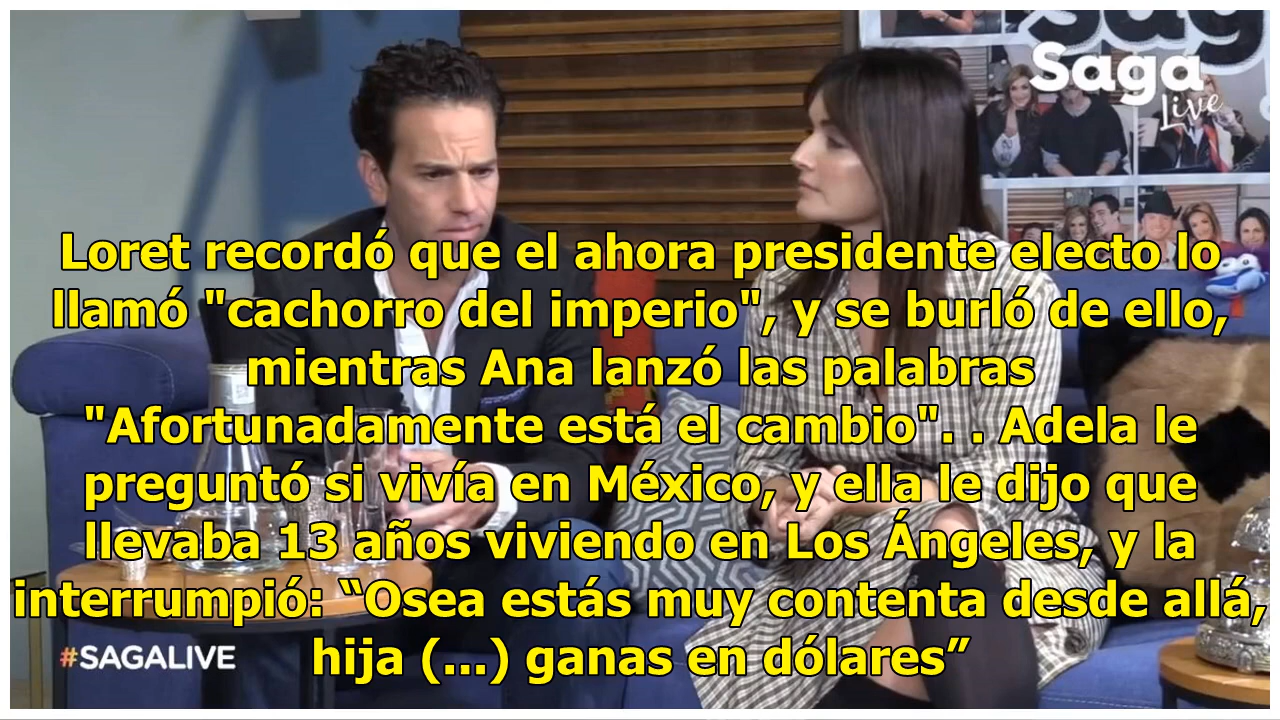 Saga
Live
Loret recordó que el ahora presidente electo lo
llamó "cachorro del imperio", y se burló de ello,
mientras Ana lanzó las palabras
"Afortunadamente está el cambio". . Adela le
preguntó si vivía en México, y ella le dijo que
llevaba 13 años viviendo en Los Ángeles, y la
interrumpió: “Osea estás muy contenta desde allá,
hija (...) ganas en dólares”
#SAGALIVE